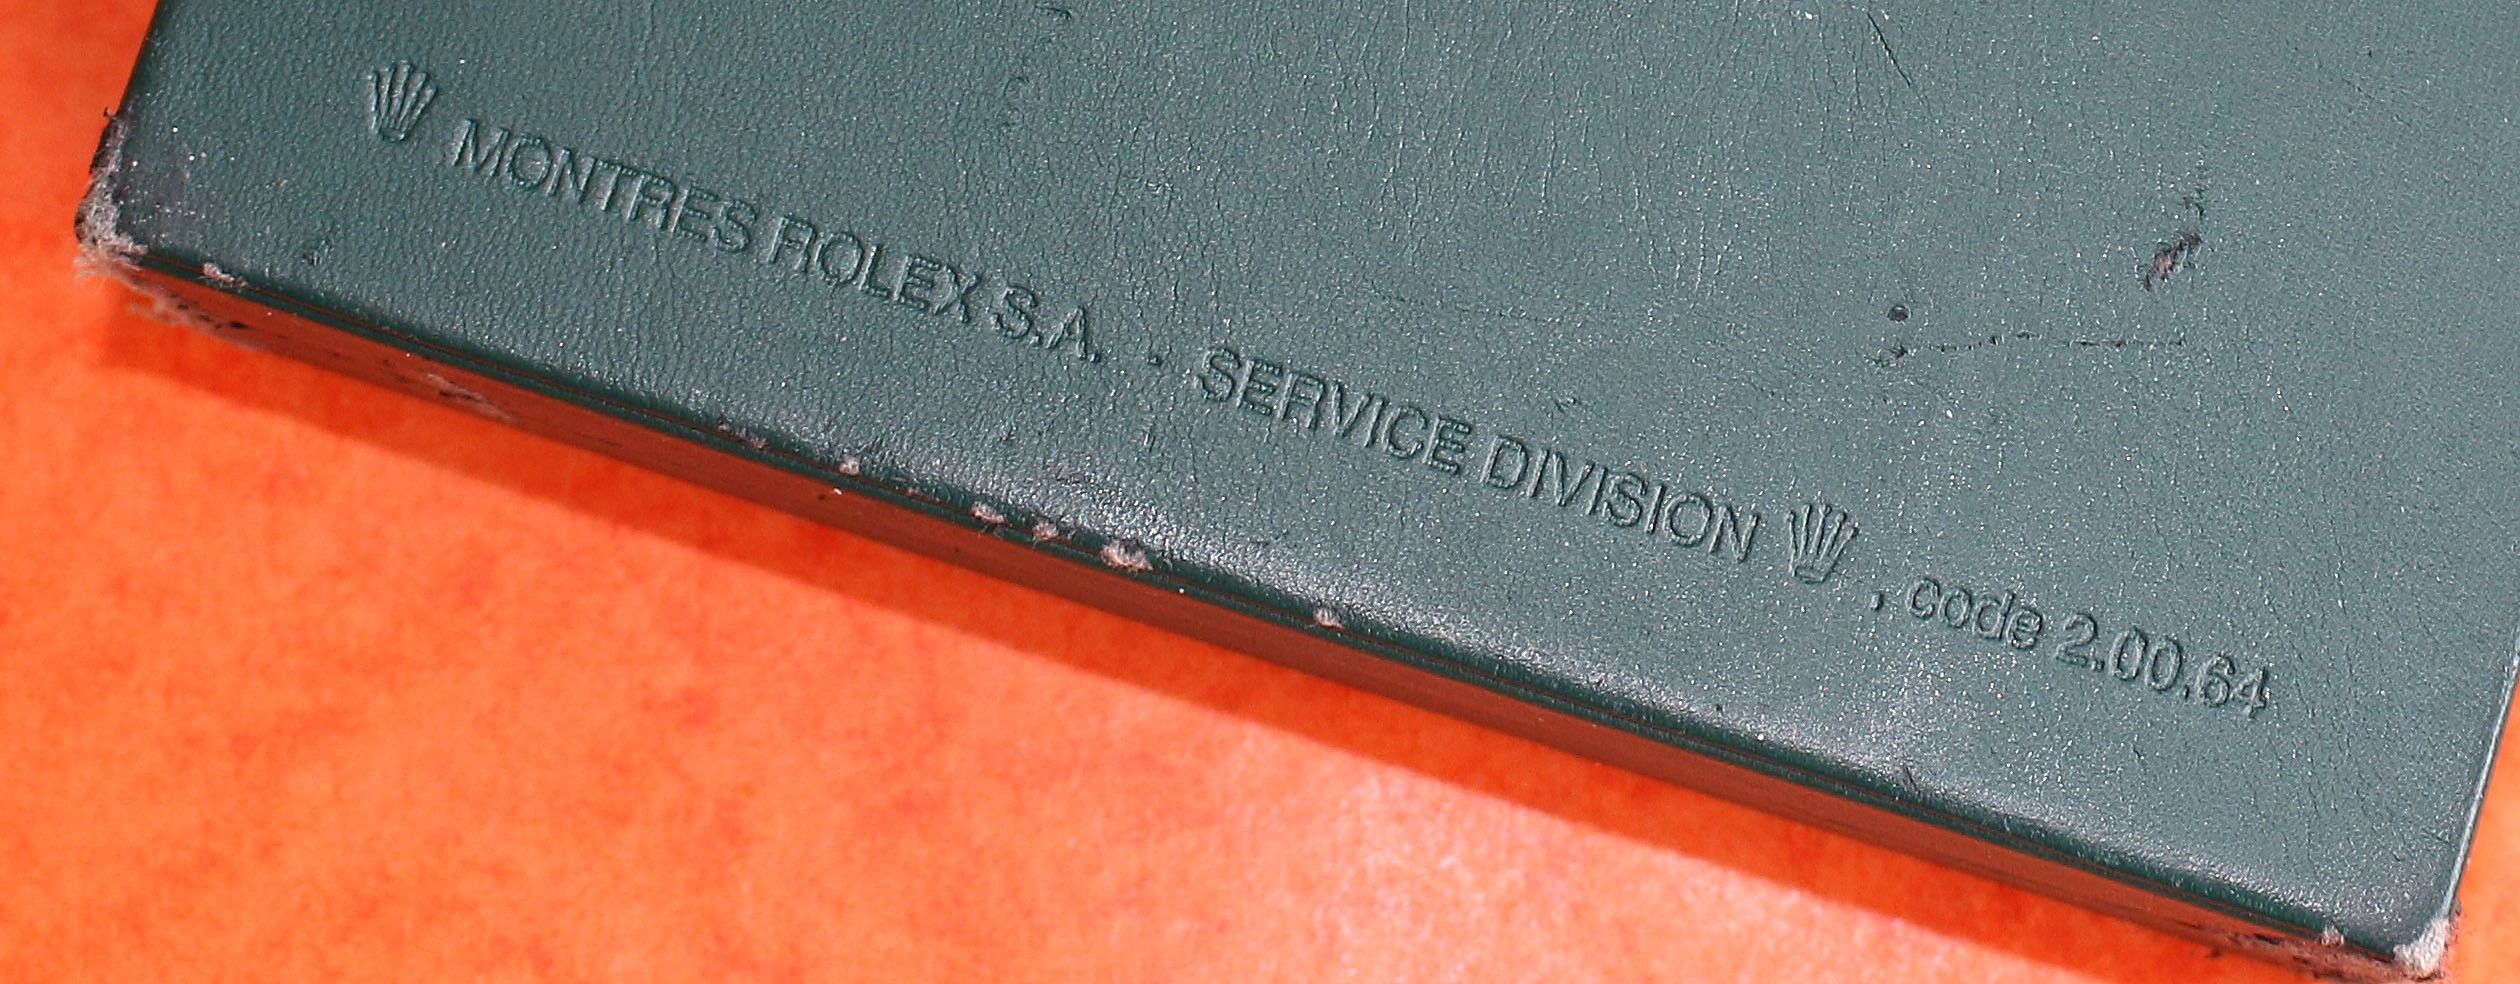 MONTRES ROLEX S.A. · SERVICE DIVISION . code 2.00.64